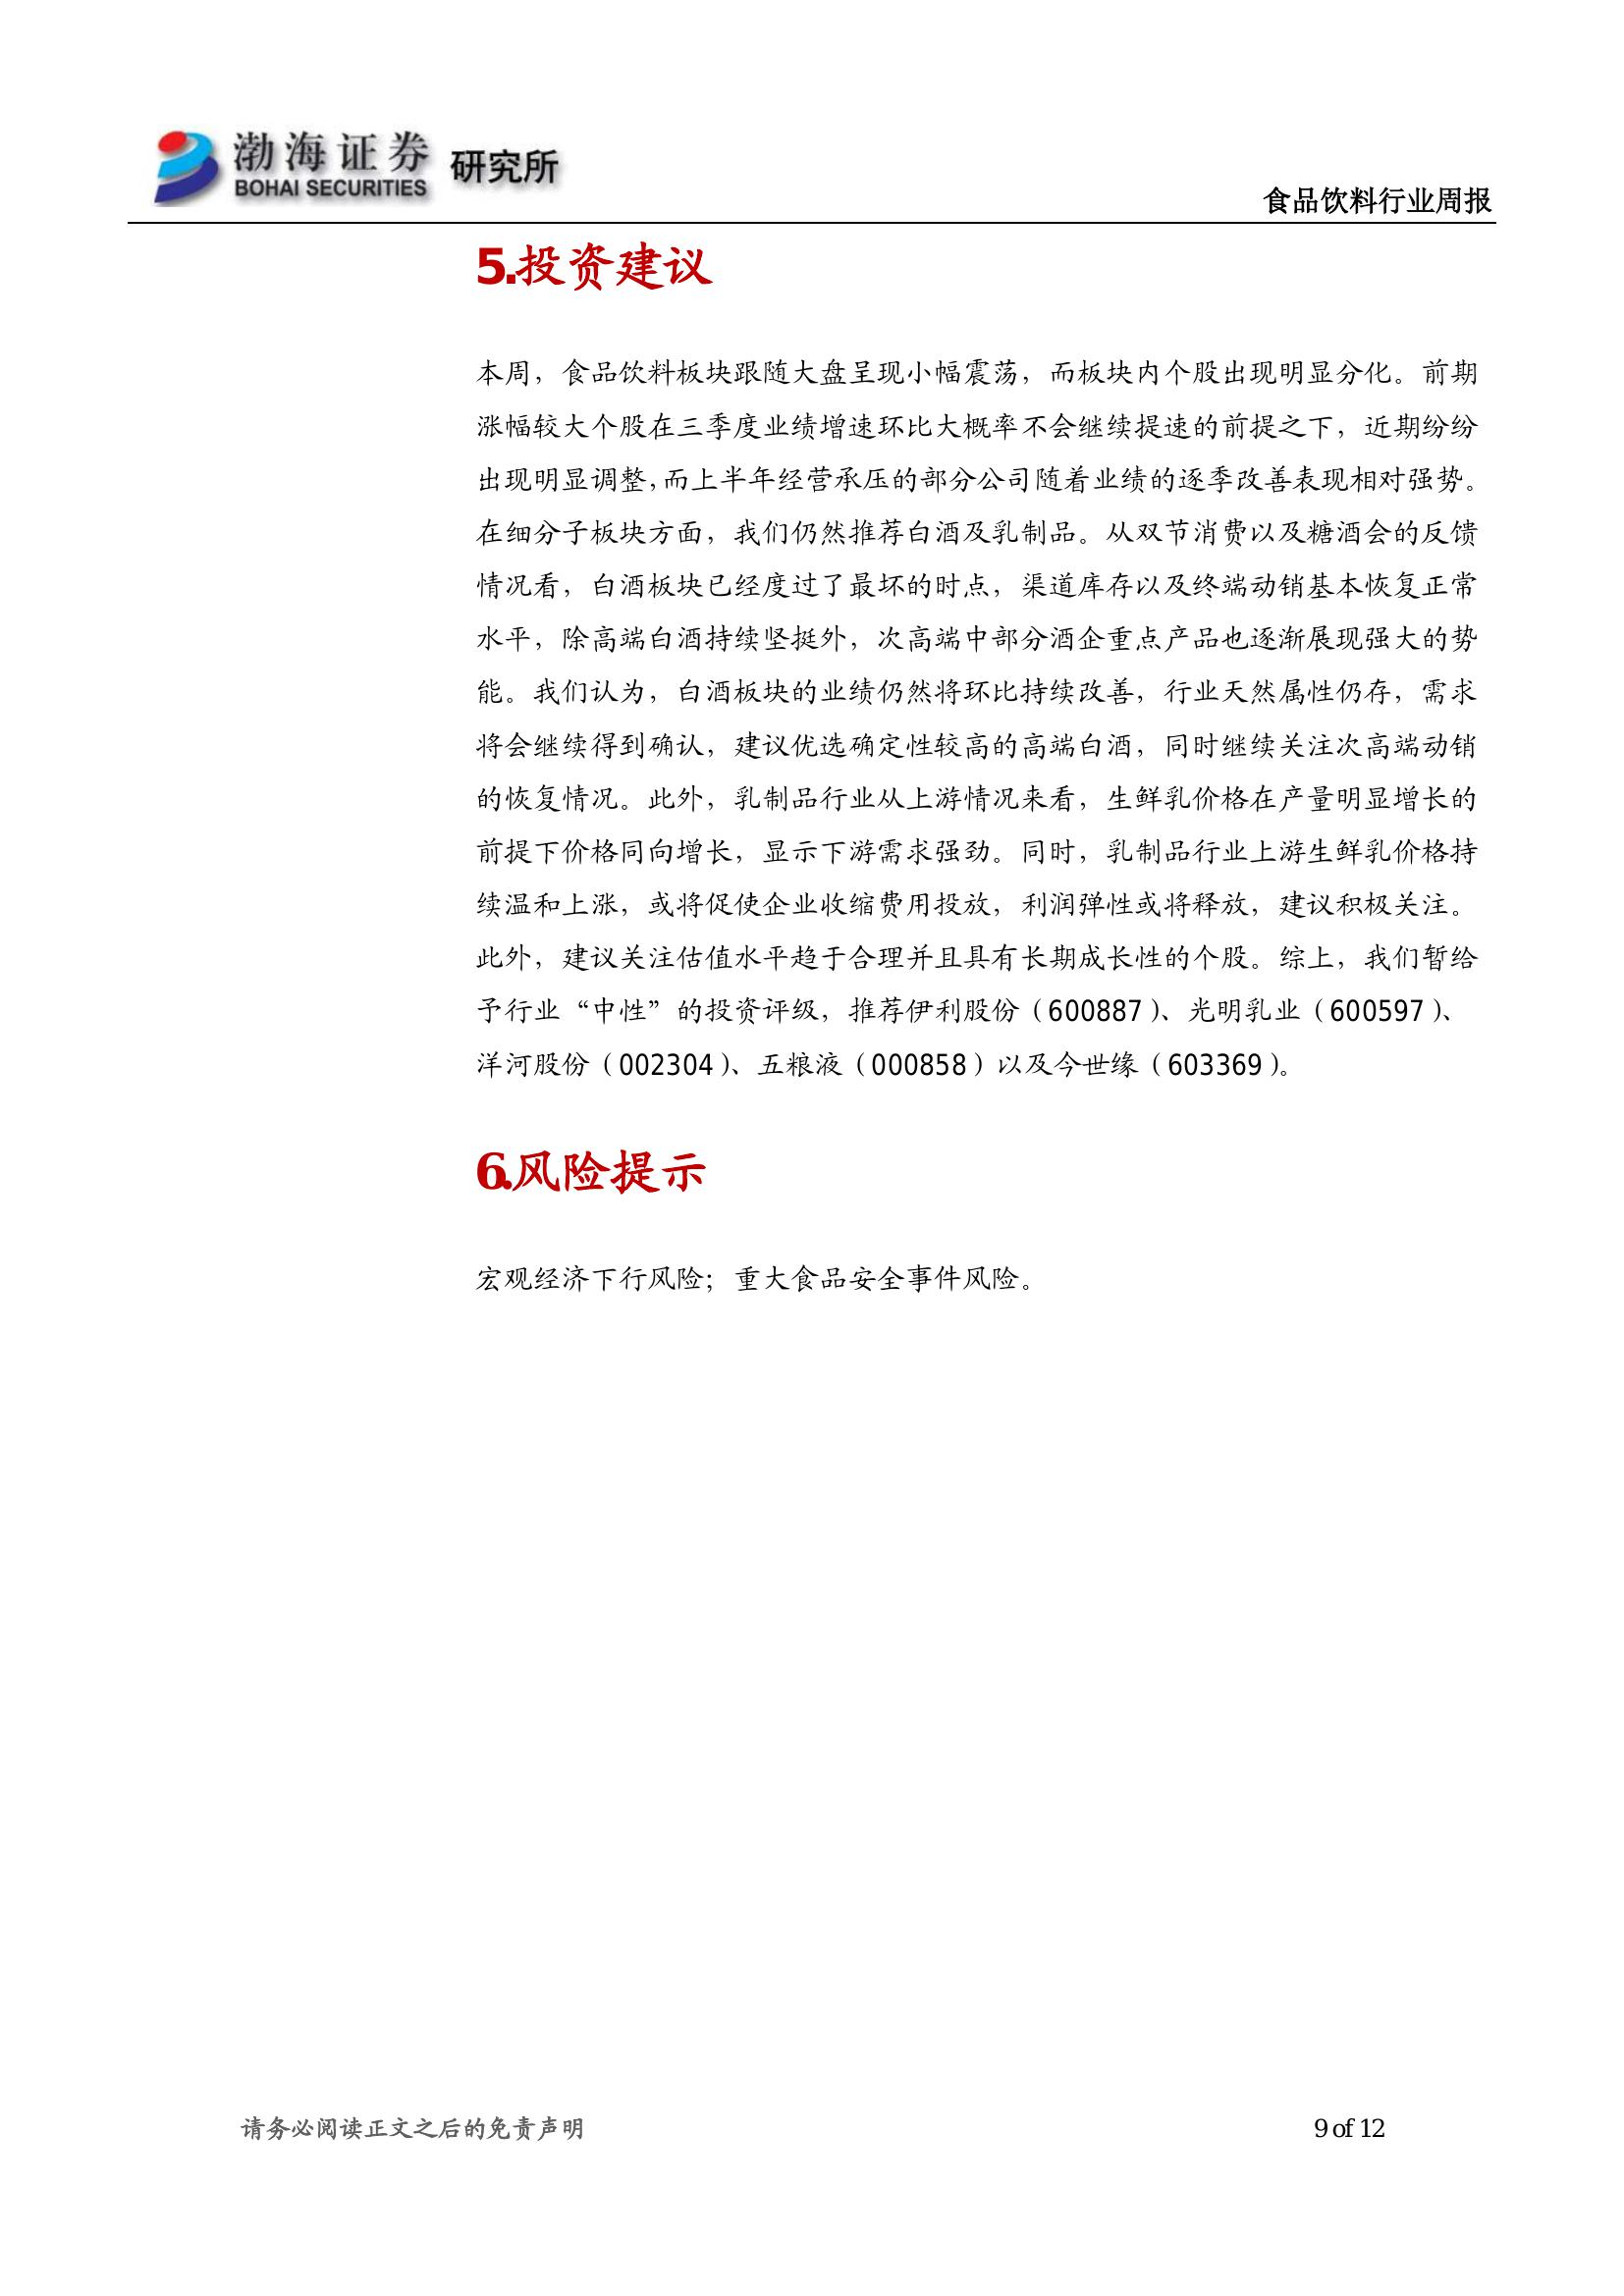 渤海证券 研究所
BOHAI SECURITIES
食品饮料行业周报
5.投资建议
本周，食品饮料板块跟随大盘呈现小幅震荡，而板块内个股出现明显分化。前期
涨幅较大个股在三季度业绩增速环比大概率不会继续提速的前提之下，近期纷纷
出现明显调整，而上半年经营承压的部分公司随着业绩的逐季改善表现相对强势。
在细分子板块方面，我们仍然推荐白酒及乳制品。从双节消费以及糖酒会的反馈
情况看，白酒板块已经度过了最坏的时点，渠道库存以及终端动销基本恢复正常
水平，除高端白酒持续坚挺外，次高端中部分酒企重点产品也逐渐展现强大的势
能。我们认为，白酒板块的业绩仍然将环比持续改善，行业天然属性仍存，需求
将会继续得到确认，建议优选确定性较高的高端白酒，同时继续关注次高端动销
的恢复情况。此外，乳制品行业从上游情况来看，生鲜乳价格在产量明显增长的
前提下价格同向增长，显示下游需求强劲。同时，乳制品行业上游生鲜乳价格持
续温和上涨，或将促使企业收缩费用投放，利润弹性或将释放，建议积极关注。
此外，建议关注估值水平趋于合理并且具有长期成长性的个股。综上，我们暂给
予行业“中性”的投资评级，推荐伊利股份（600887）、光明乳业（600597）、
洋河股份（002304）、五粮液（000858）以及今世缘（603369）。
6.风险提示
宏观经济下行风险；重大食品安全事件风险。
请务必阅读正文之后的免责声明
9 of 12